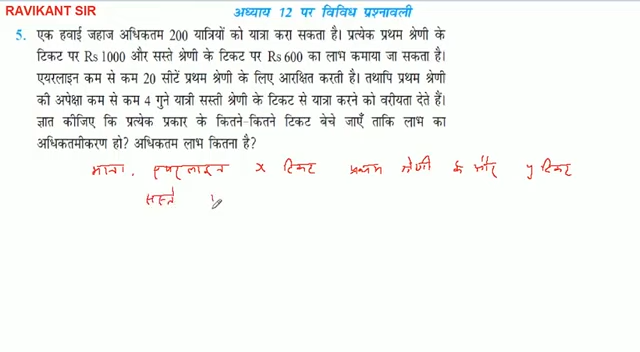 RAVIKANT SIR
अध्याय 12 पर विविध प्रश्नावली
5. एक हवाई जहाज अधिकतम 200 यात्रियों को यात्रा करा सकता है। प्रत्येक प्रथम श्रेणी के
टिकट पर Rs 1000 और सस्ते श्रेणी के टिकट पर Rs 600 का लाभ कमाया जा सकता है।
एयरलाइन कम से कम 20 सीटें प्रथम श्रेणी के लिए आरक्षित करती है। तथापि प्रथम श्रेणी
की अपेक्षा कम से कम 4 गुने यात्री सस्ती श्रेणी के टिकट से यात्रा करने को वरीयता देते हैं।
ज्ञात कीजिए कि प्रत्येक प्रकार के कितने-कितने टिकट बेचे जाएँ ताकि लाभ का
अधिकतमीकरण हो? अधिकतम लाभ कितना है?
माना, एयरलाइन x टिकट प्रथम श्रेणी के और y टिकट
सस्ते